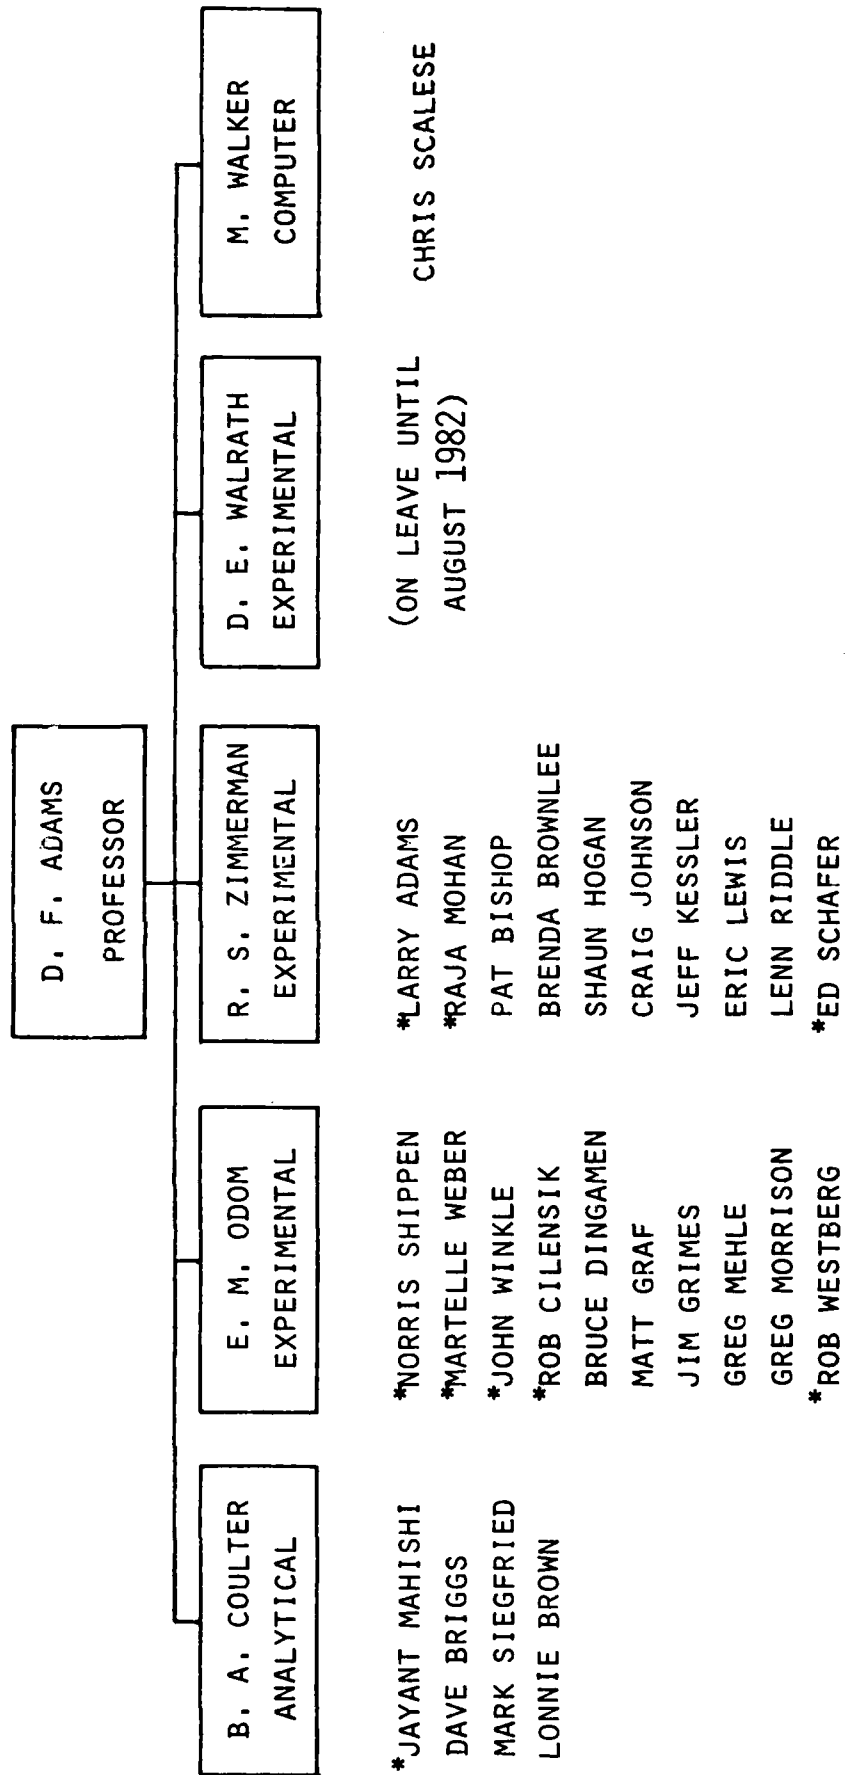 D. F. ADAMS
PROFESSOR
B. A. COULTER
ANALYTICAL
*JAYANT MAHISHI
DAVE BRIGGS
MARK SIEGFRIED
LONNIE BROWN
E. M. ODOM
EXPERIMENTAL
*NORRIS SHIPPEN
*MARTELLE WEBER
*JOHN WINKLE
*ROB CILENSIK
BRUCE DINGAMEN
MATT GRAF
JIM GRIMES
GREG MEHLE
GREG MORRISON
*ROB WESTBERG
R. S. ZIMMERMAN
EXPERIMENTAL
*LARRY ADAMS
*RAJA MOHAN
PAT BISHOP
BRENDA BROWNLEE
SHAUN HOGAN
CRAIG JOHNSON
JEFF KESSLER
ERIC LEWIS
LENN RIDDLE
*ED SCHAFER
D. E. WALRATH
EXPERIMENTAL
(ON LEAVE UNTIL
AUGUST 1982)
M. WALKER
COMPUTER
CHRIS SCALESE